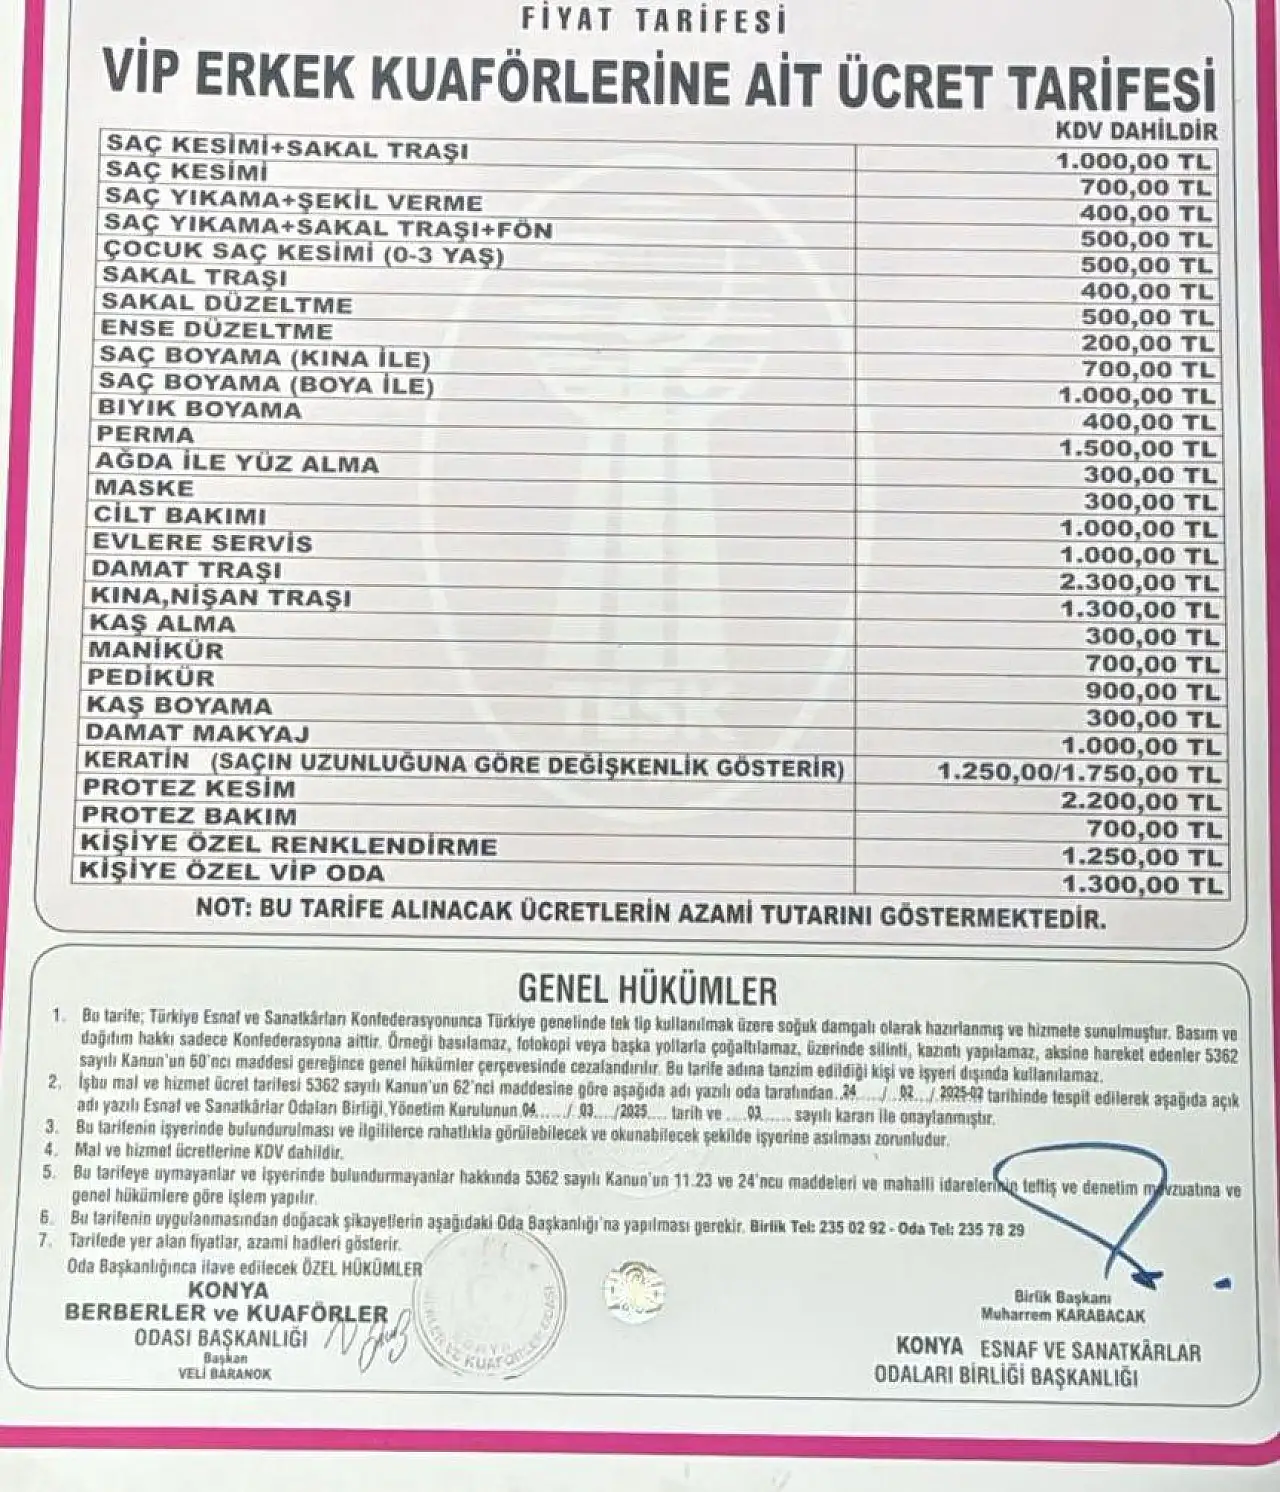 FİYAT TARİFESİ
VİP ERKEK KUAFÖRLERİNE AİT ÜCRET TARİFESİ
KDV DAHİLDİR
SAÇ KESİMİ+SAKAL TRAŞI 1.000,00 TL
SAÇ KESİMİ 700,00 TL
SAÇ YIKAMA+ŞEKİL VERME 400,00 TL
SAÇ YIKAMA+SAKAL TRAŞI+FÖN 500,00 TL
ÇOCUK SAÇ KESİMİ (0-3 YAŞ) 500,00 TL
SAKAL TRAŞI 400,00 TL
SAKAL DÜZELTME 500,00 TL
ENSE DÜZELTME 200,00 TL
SAÇ BOYAMA (KINA İLE) 700,00 TL
SAÇ BOYAMA (BOYA İLE) 1.000,00 TL
BIYIK BOYAMA 400,00 TL
PERMA 1.500,00 TL
AĞDA İLE YÜZ ALMA 300,00 TL
MASKE 300,00 TL
CİLT BAKIMI 1.000,00 TL
EVLERE SERVİS 1.000,00 TL
DAMAT TRAŞI 2.300,00 TL
KINA,NİŞAN TRAŞI 1.300,00 TL
KAŞ ALMA 300,00 TL
MANİKÜR 700,00 TL
PEDİKÜR 900,00 TL
KAŞ BOYAMA 300,00 TL
DAMAT MAKYAJ 1.000,00 TL
KERATİN (SAÇIN UZUNLUĞUNA GÖRE DEĞİŞKENLİK GÖSTERİR) 1.250,00/1.750,00 TL
PROTEZ KESİM 2.200,00 TL
PROTEZ BAKIM 700,00 TL
KİŞİYE ÖZEL RENKLENDİRME 1.250,00 TL
KİŞİYE ÖZEL VİP ODA 1.300,00 TL
TESK
NOT: BU TARİFE ALINACAK ÜCRETLERİN AZAMİ TUTARINI GÖSTERMEKTEDİR.
GENEL HÜKÜMLER
1. Bu tarife; Türkiye Esnaf ve Sanatkârları Konfederasyonunca Türkiye genelinde tek tip kullanılmak üzere soğuk damgalı olarak hazırlanmış ve hizmete sunulmuştur. Basım ve
dağıtım hakkı sadece Konfederasyona aittir. Örneği basılamaz, fotokopi veya başka yollarla çoğaltılamaz, üzerinde silinti, kazıntı yapılamaz, aksine hareket edenler 5362
sayılı Kanun'un 60'ncı maddesi gereğince genel hükümler çerçevesinde cezalandırılır. Bu tarife adına tanzim edildiği kişi ve işyeri dışında kullanılamaz.
2. İşbu mal ve hizmet ücret tarifesi 5362 sayılı Kanun'un 62'nci maddesine göre aşağıda adı yazılı oda tarafından..24...../...02.../..2025-02 tarihinde tespit edilerek aşağıda açık
adı yazılı Esnaf ve Sanatkârlar Odaları Birliği Yönetim Kurulunun 04....../..03..../2025.... tarih ve ....03...... sayılı kararı ile onaylanmıştır.
3. Bu tarifenin işyerinde bulundurulması ve ilgililerce rahatlıkla görülebilecek ve okunabilecek şekilde işyerine asılması zorunludur.
4. Mal ve hizmet ücretlerine KDV dahildir.
5. Bu tarifeye uymayanlar ve işyerinde bulundurmayanlar hakkında 5362 sayılı Kanun'un 11.23 ve 24'ncu maddeleri ve mahalli idarelerinin teftiş ve denetim mevzuatına ve
genel hükümlere göre işlem yapılır.
6. Bu tarifenin uygulanmasından doğacak şikayetlerin aşağıdaki Oda Başkanlığı'na yapılması gerekir. Birlik Tel: 235 02 92 - Oda Tel: 235 78 29
7. Tarifede yer alan fiyatlar, azami hadleri gösterir.
Oda Başkanlığınca ilave edilecek ÖZEL HÜKÜMLER
KONYA
BERBERLER ve KUAFÖRLER
ODASI BAŞKANLIĞI
Başkan
VELİ BARANOK
Birlik Başkanı
Muharrem KARABACAK
KONYA ESNAF VE SANATKÂRLAR
ODALARI BİRLİĞİ BAŞKANLIĞI